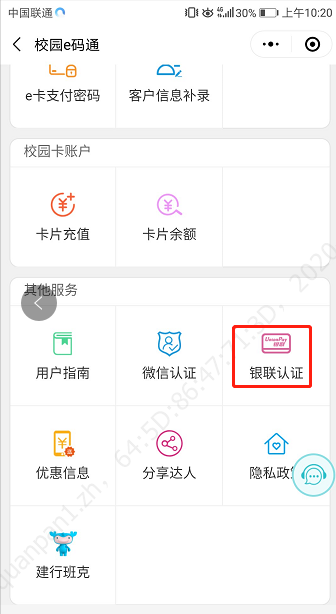 中国联通 30% 上午10:20
校园e码通
e卡支付密码 客户信息补录
校园卡账户
卡片充值 卡片余额
其他服务
UnionPay
银联
用户指南 微信认证 银联认证
优惠信息 分享达人 隐私政
建行班克